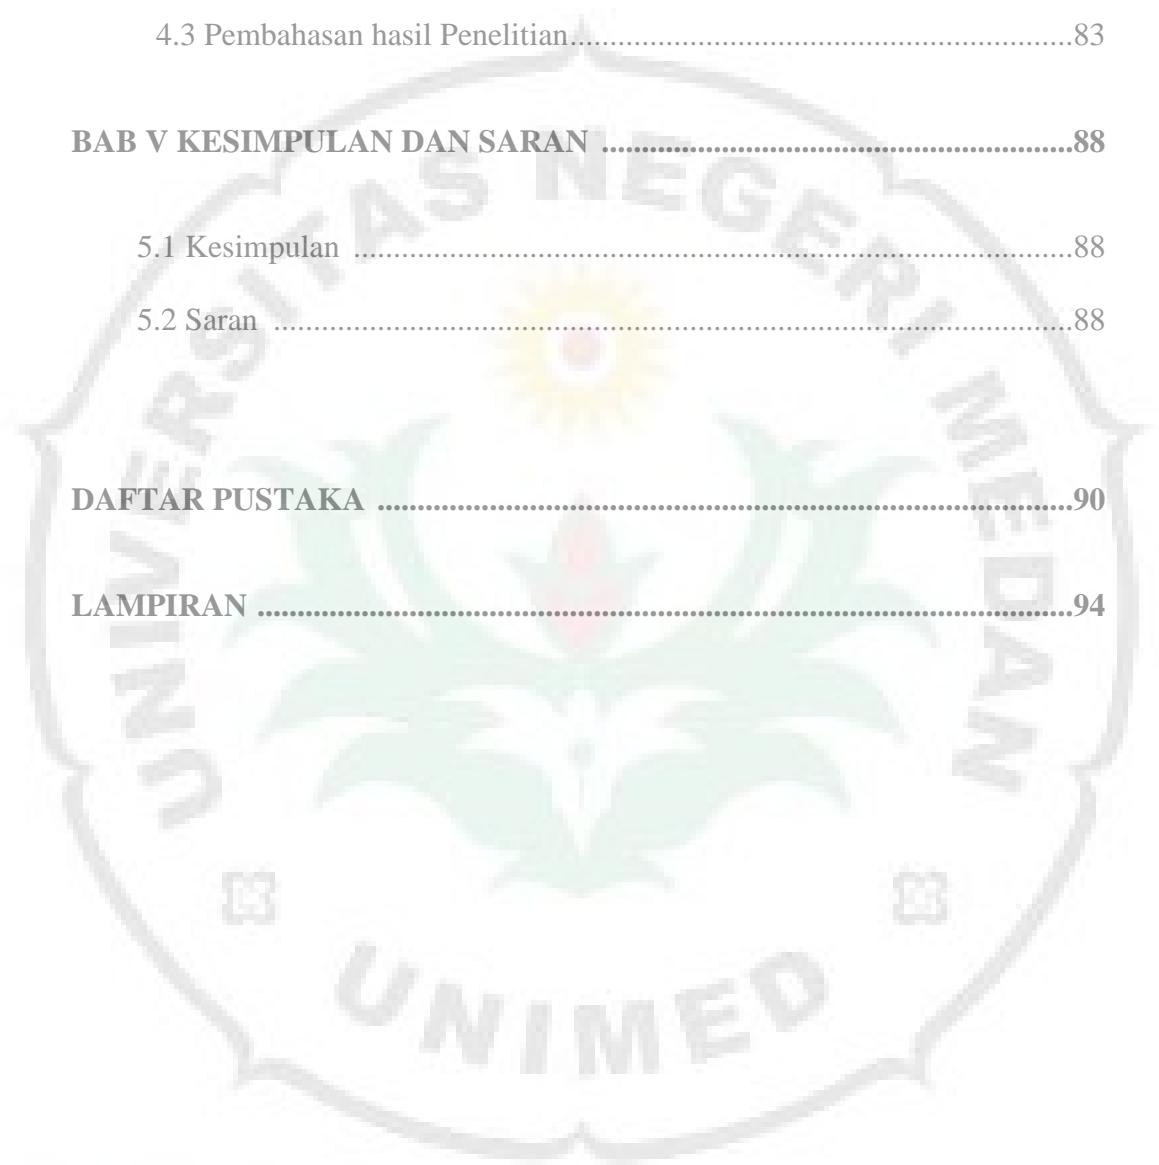 4.3 Pembahasan hasil Penelitian.................................................................83
BAB V KESIMPULAN DAN SARAN ............................................................88
5.1 Kesimpulan .............................................................................................88
5.2 Saran ......................................................................................................88
DAFTAR PUSTAKA .........................................................................................90
LAMPIRAN ........................................................................................................94
UNIVERSITAS NEGERI MEDAN
UNIMED